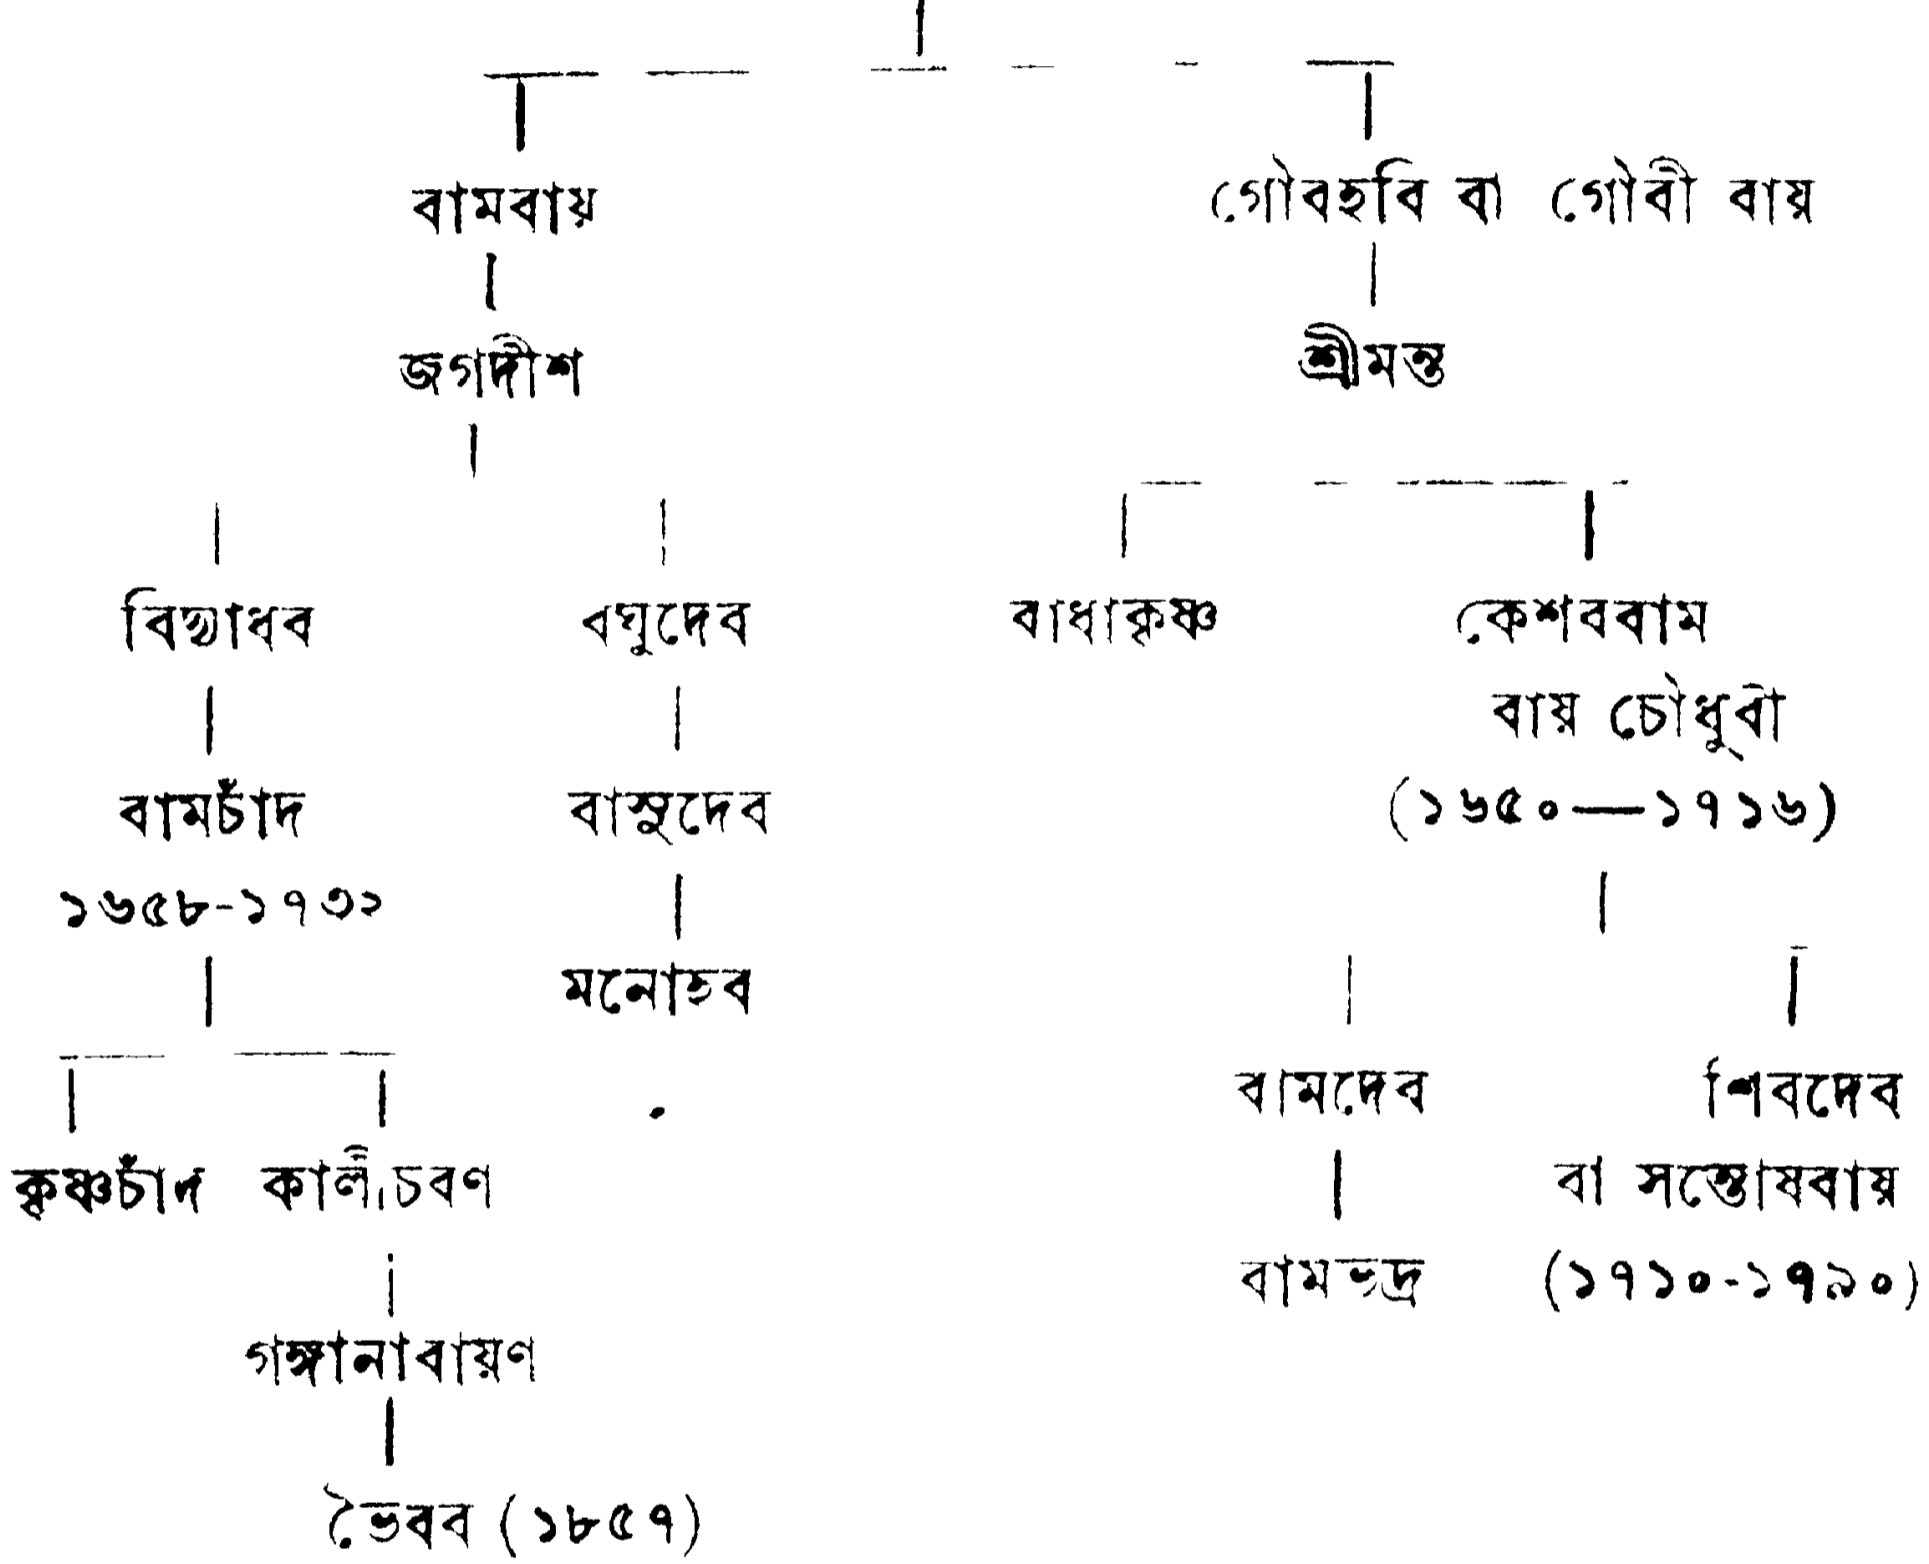 রামরায়
গৌরহরি বা গৌরী রায়
জগদীশ
শ্রীমন্ত
বিদ্যাধর
রঘুদেব
রাধাকৃষ্ণ
কেশবরাম
রায় চৌধুরী
রামচাঁদ
বাসুদেব
(১৬৫০—১৭১৬)
১৬৫৮-১৭৩২
মনোহর
রামদেব
শিবদেব
কৃষ্ণচাঁদ
কালীচরণ
বা সন্তোষরায়
রামভদ্র
(১৭১০-১৭৯০)
গঙ্গানারায়ণ
ভৈরব (১৮৫৭)